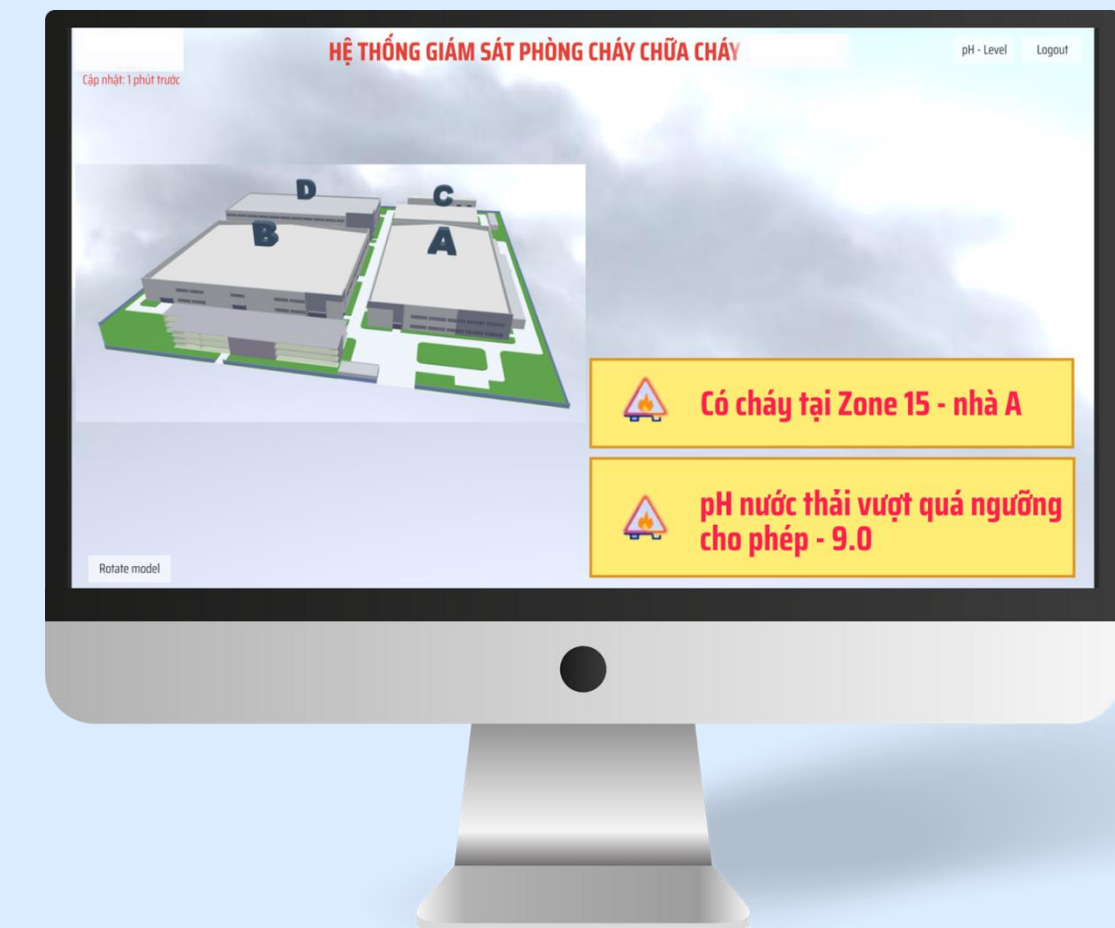 HỆ THỐNG GIÁM SÁT PHÒNG CHÁY CHỮA CHÁY
pH - Level
Logout
Cập nhật: 1 phút trước
D
C
B
A
Có cháy tại Zone 15 - nhà A
pH nước thải vượt quá ngưỡng
cho phép - 9.0
Rotate model